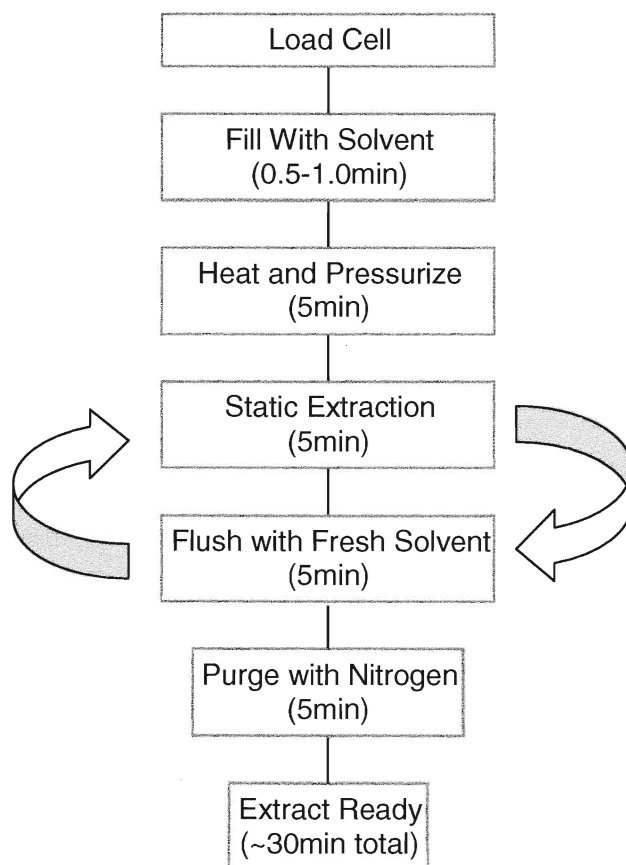 Load Cell
Fill With Solvent
(0.5-1.0min)
Heat and Pressurize
(5min)
Static Extraction
(5min)
Flush with Fresh Solvent
(5min)
Purge with Nitrogen
(5min)
Extract Ready
(~30min total)